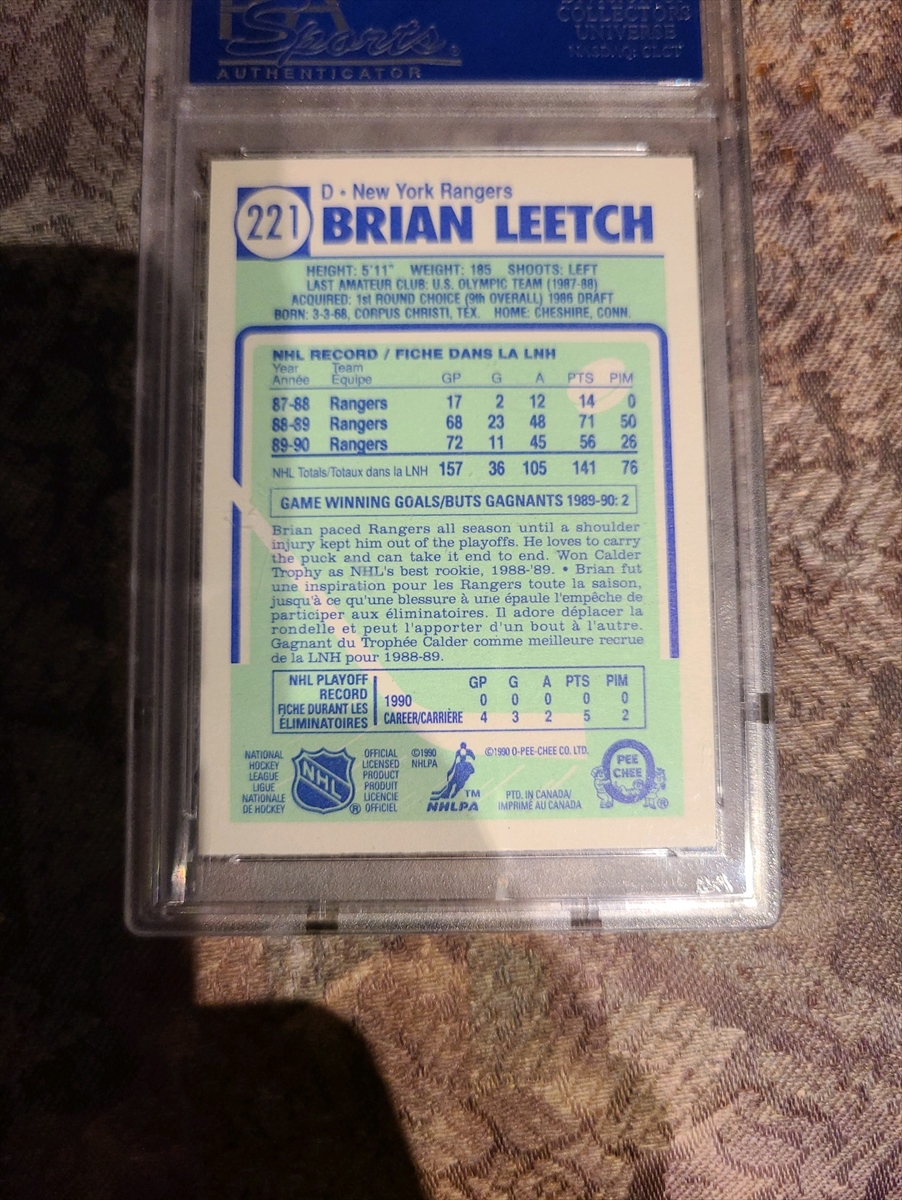 PSA
Sports
AUTHENTICATOR
COLLECTORS
UNIVERSE
NASDAQ: CLCT
221
D • New York Rangers
BRIAN LEETCH
HEIGHT: 5'11" WEIGHT: 185 SHOOTS: LEFT
LAST AMATEUR CLUB: U.S. OLYMPIC TEAM (1987-88)
ACQUIRED: 1st ROUND CHOICE (9th OVERALL) 1986 DRAFT
BORN: 3-3-68, CORPUS CHRISTI, TEX. HOME: CHESHIRE, CONN.
NHL RECORD / FICHE DANS LA LNH
Year Team
Année Équipe GP G A PTS PIM
87-88 Rangers 17 2 12 14 0
88-89 Rangers 68 23 48 71 50
89-90 Rangers 72 11 45 56 26
NHL Totals/Totaux dans la LNH 157 36 105 141 76
GAME WINNING GOALS/BUTS GAGNANTS 1989-90: 2
Brian paced Rangers all season until a shoulder
injury kept him out of the playoffs. He loves to carry
the puck and can take it end to end. Won Calder
Trophy as NHL's best rookie, 1988-'89. • Brian fut
une inspiration pour les Rangers toute la saison,
jusqu'à ce qu'une blessure à une épaule l'empêche de
participer aux éliminatoires. Il adore déplacer la
rondelle et peut l'apporter d'un bout à l'autre.
Gagnant du Trophée Calder comme meilleure recrue
de la LNH pour 1988-89.
NHL PLAYOFF
RECORD
FICHE DURANT LES
ÉLIMINATOIRES
GP G A PTS PIM
1990 0 0 0 0 0
CAREER/CARRIÈRE 4 3 2 5 2
NATIONAL
HOCKEY
LEAGUE
LIGUE
NATIONALE
DE HOCKEY
NHL
®
OFFICIAL
LICENSED
PRODUCT
PRODUIT
LICENCIE
OFFICIEL
©1990
NHLPA
TM
NHLPA
©1990 O-PEE-CHEE CO. LTD.
PTD. IN CANADA/
IMPRIMÉ AU CANADA
PEE
CHEE
®